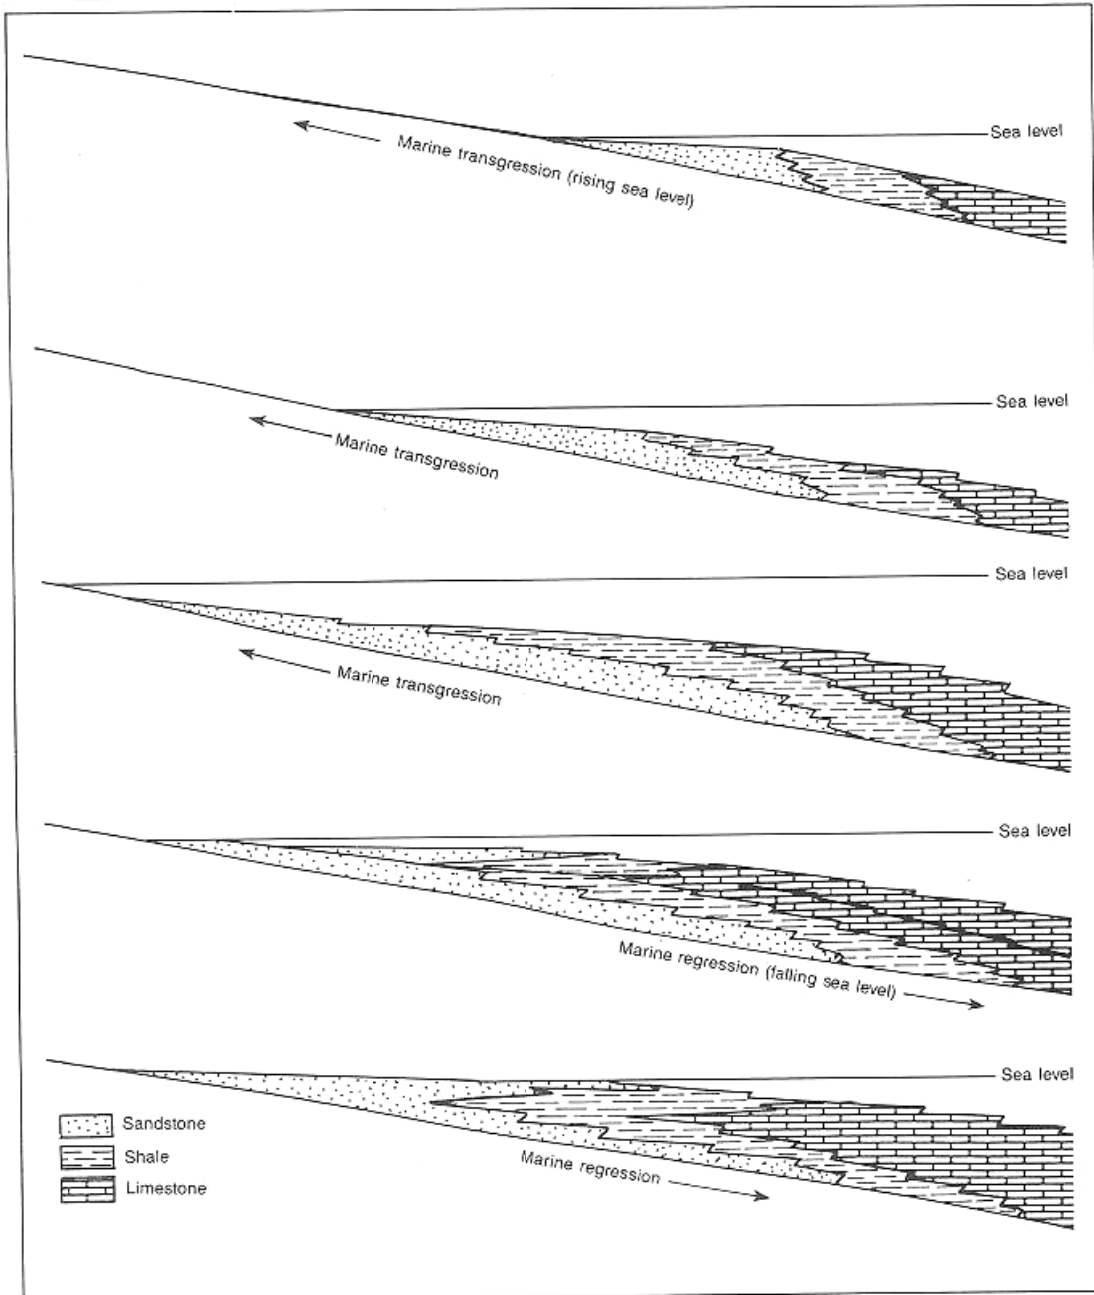 Sea level
Marine transgression (rising sea level)
Sea level
Marine transgression
Sea level
Marine transgression
Sea level
Marine regression (falling sea level)
Sea level
Sandstone
Shale
Marine regression
Limestone